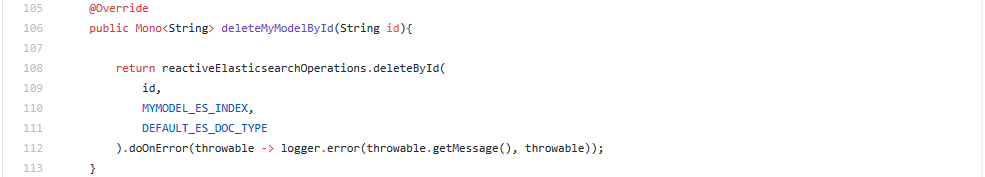 105 @Override
106 public Mono<String> deleteMyModelById(String id){
107
108 return reactiveElasticsearchOperations.deleteById(
109 id,
110 MYMODEL_ES_INDEX,
111 DEFAULT_ES_DOC_TYPE
112 ).doOnError(throwable -> logger.error(throwable.getMessage(), throwable));
113 }